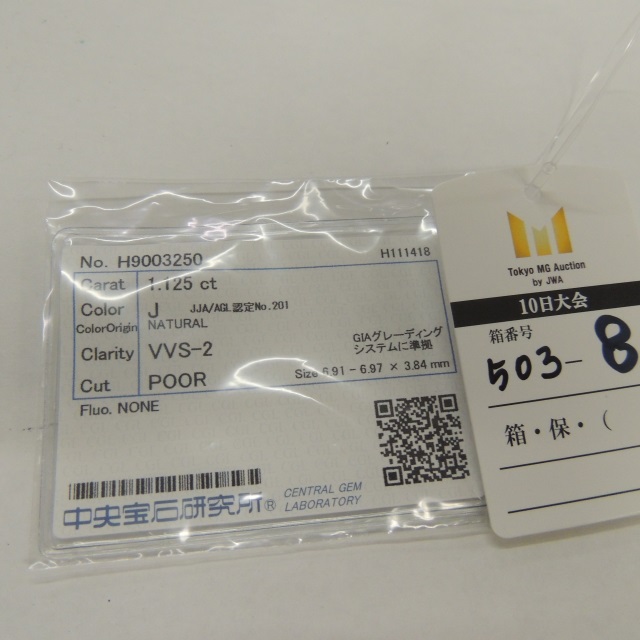 No. H9003250 H111418
Carat 1.125 ct
Color J JJA/AGL認定No.201
ColorOrigin NATURAL
Clarity VVS-2 GIAグレーディング
システムに準拠
Cut POOR Size 6.91 - 6.97 × 3.84 mm
Fluo. NONE
中央宝石研究所® CENTRAL GEM
LABORATORY
Tokyo MG Auction
by JWA
10日大会
箱番号
503-8
箱・保・(